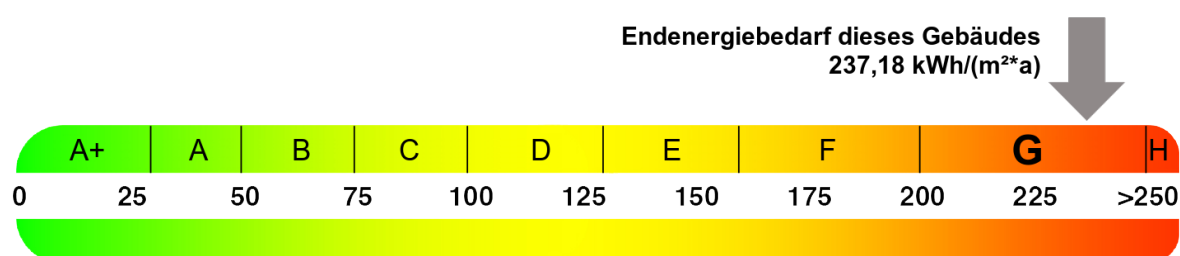 Endenergiebedarf dieses Gebäudes
237,18 kWh/(m²*a)
A+ A B C D E F G H
0 25 50 75 100 125 150 175 200 225 >250